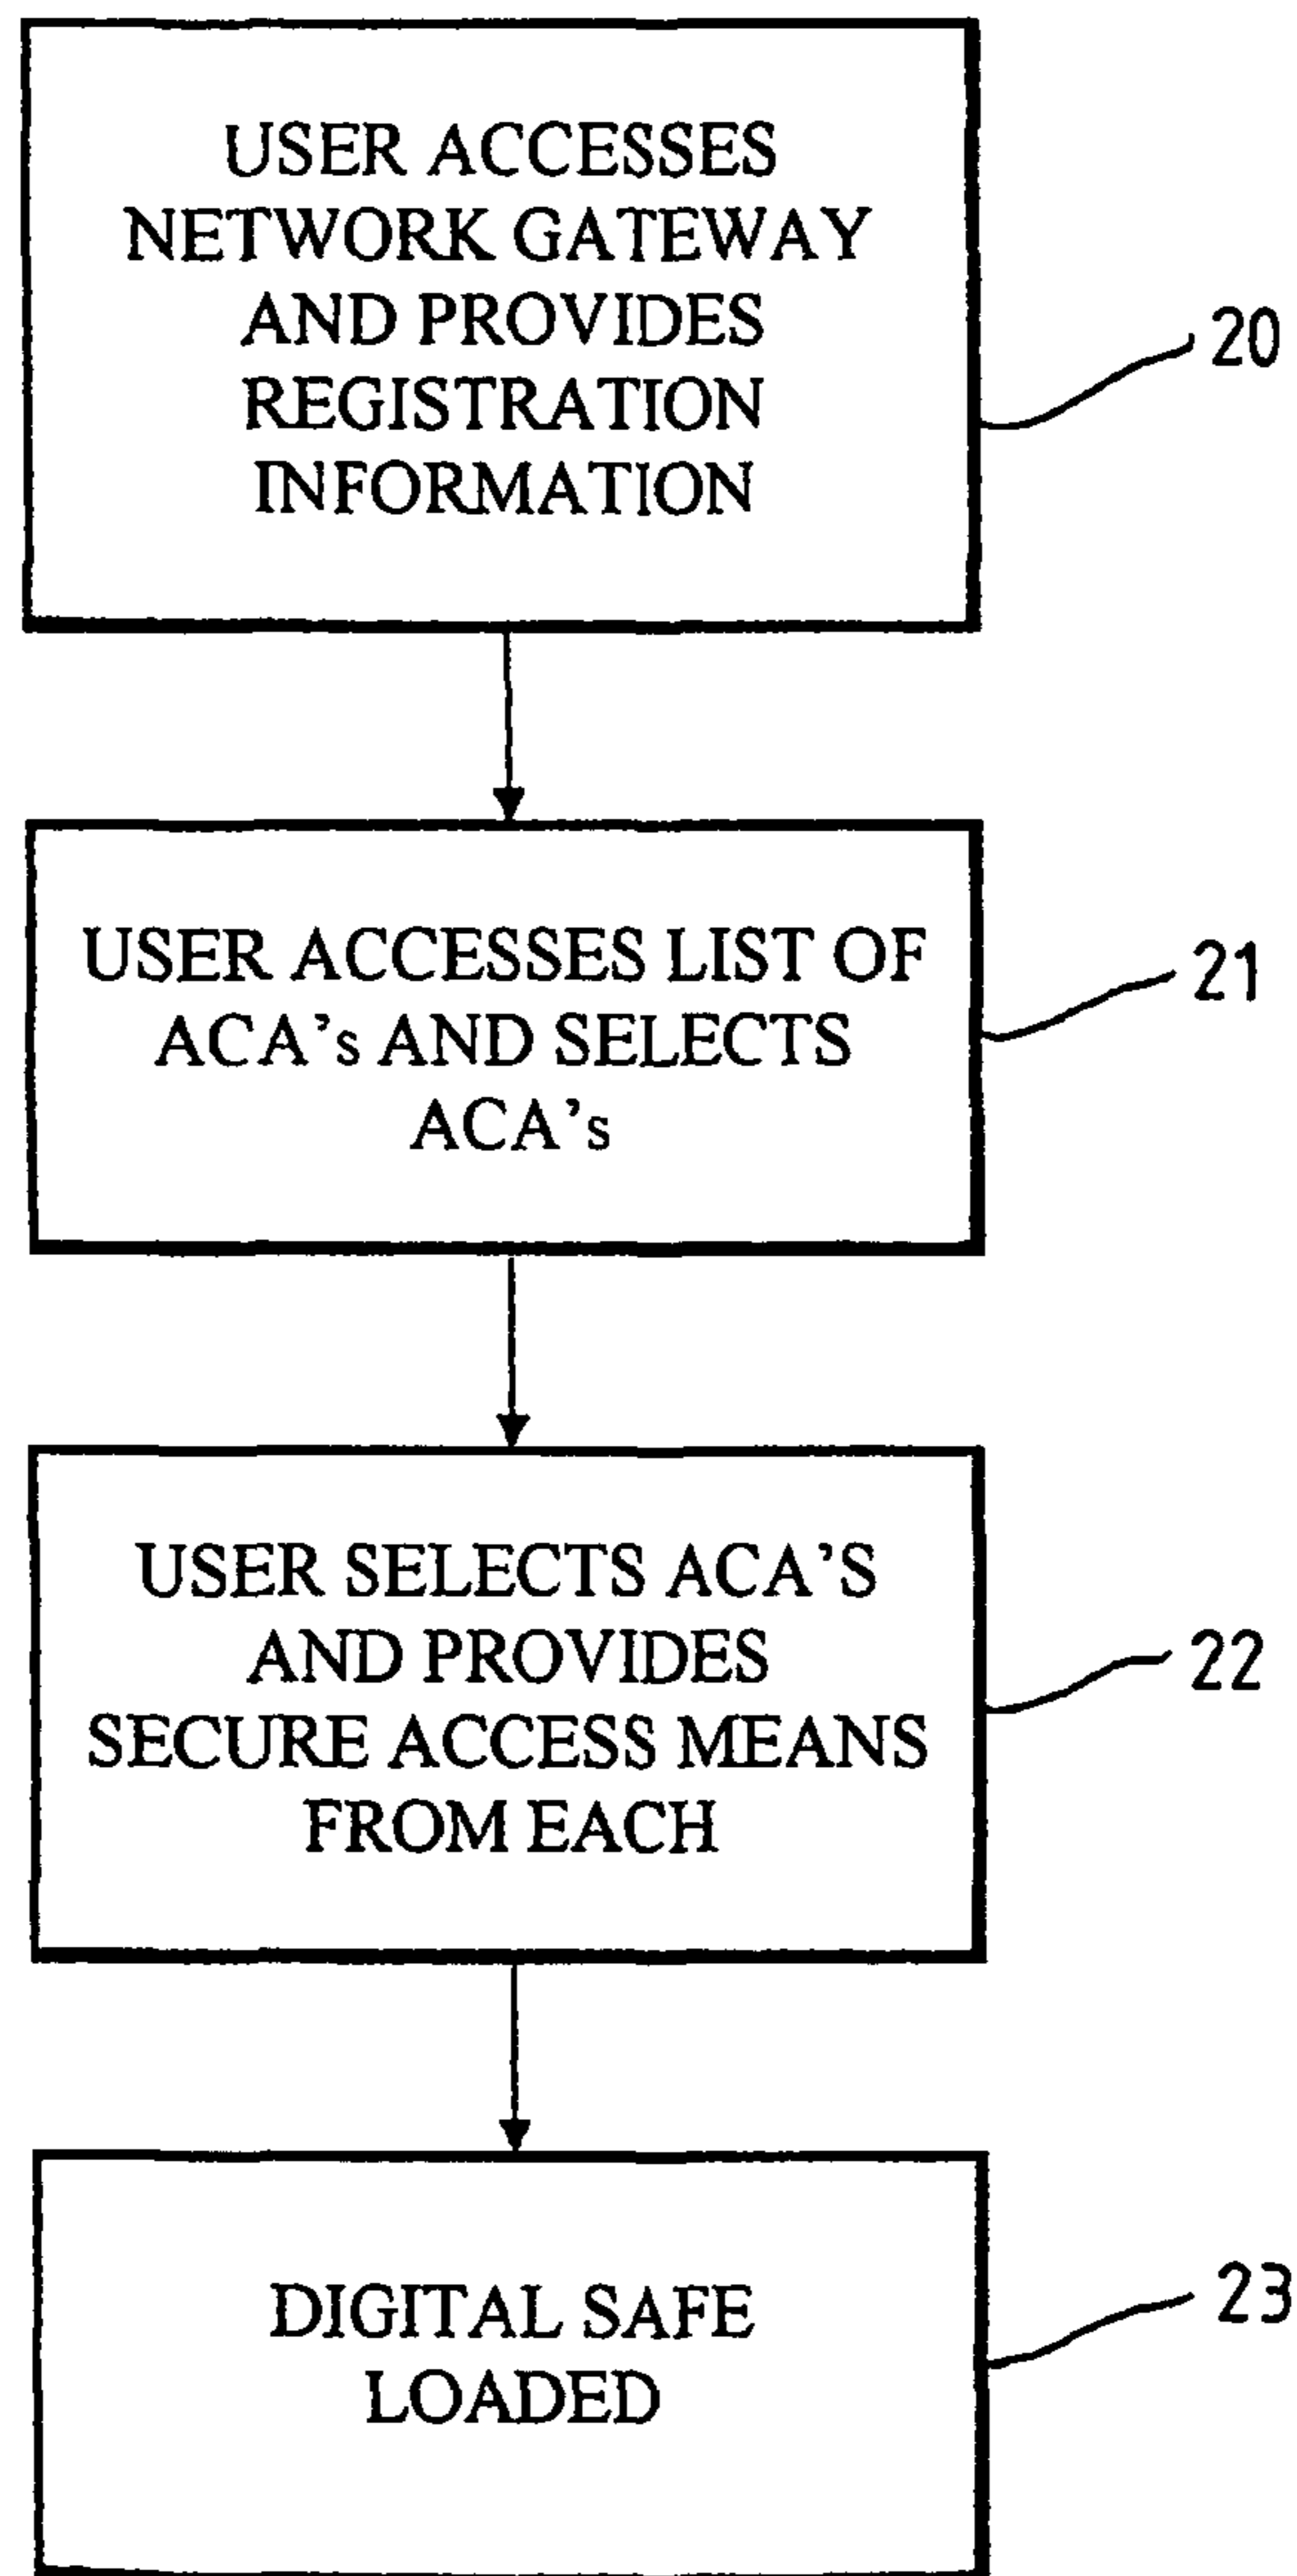 USER ACCESSES
NETWORK GATEWAY
AND PROVIDES
REGISTRATION
INFORMATION
20
USER ACCESSES LIST OF
ACA's AND SELECTS
ACA's
21
USER SELECTS ACA'S
AND PROVIDES
SECURE ACCESS MEANS
FROM EACH
22
DIGITAL SAFE
LOADED
23